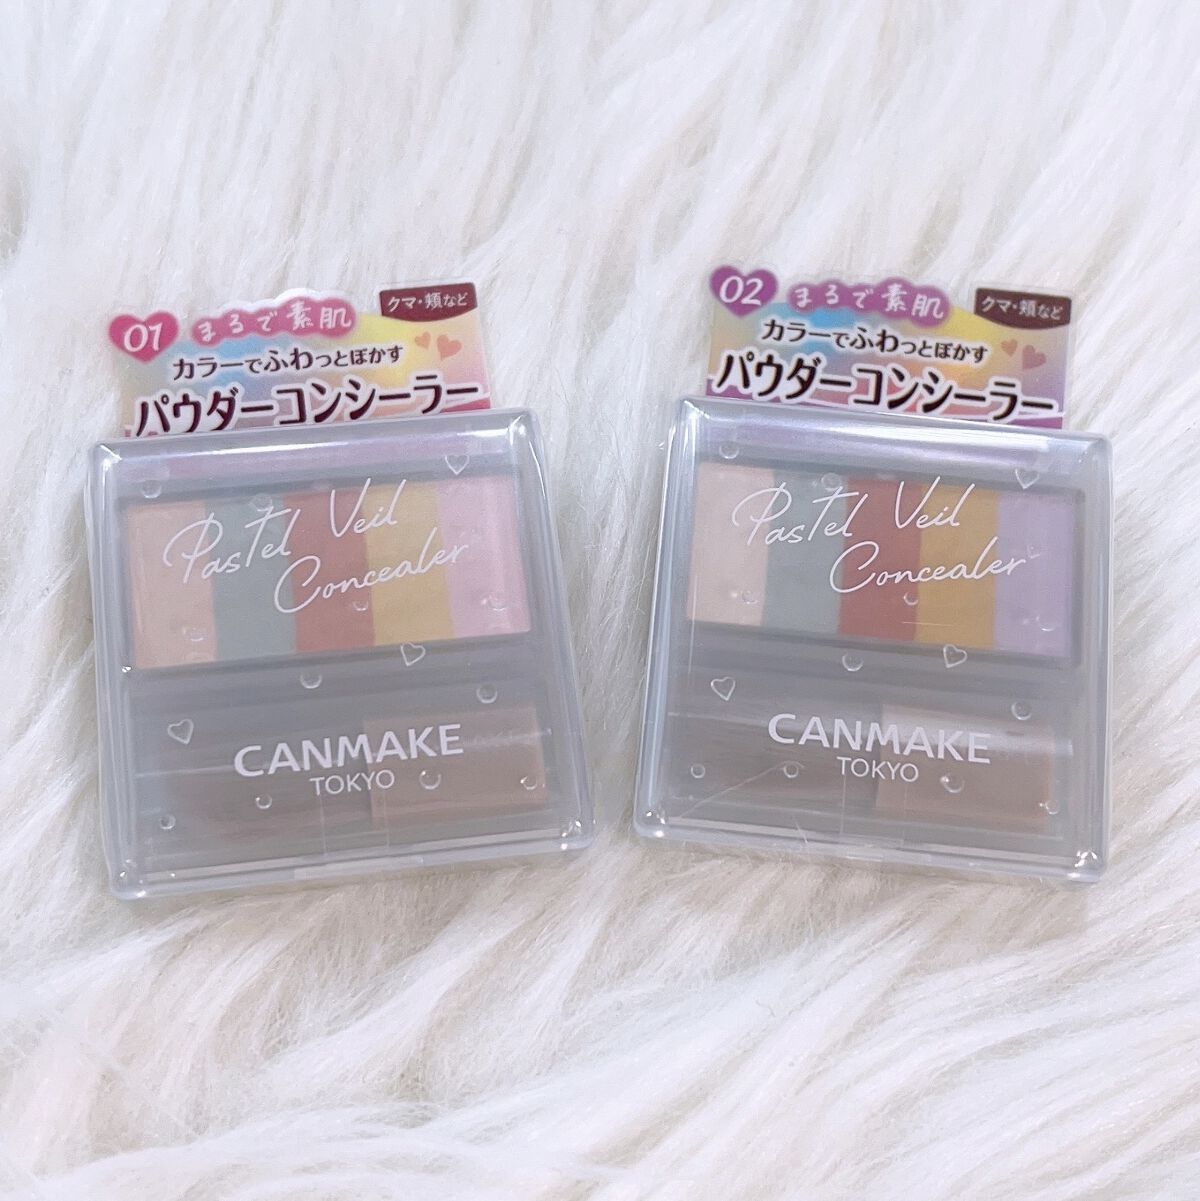 01
まるで素肌
クマ・頬など
カラーでふわっとぼかす
パウダーコンシーラー
Pastel Veil
Concealer
CANMAKE
TOKYO
02
まるで素肌
クマ・頬など
カラーでふわっとぼかす
パウダーコンシーラー
Pastel Veil
Concealer
CANMAKE
TOKYO